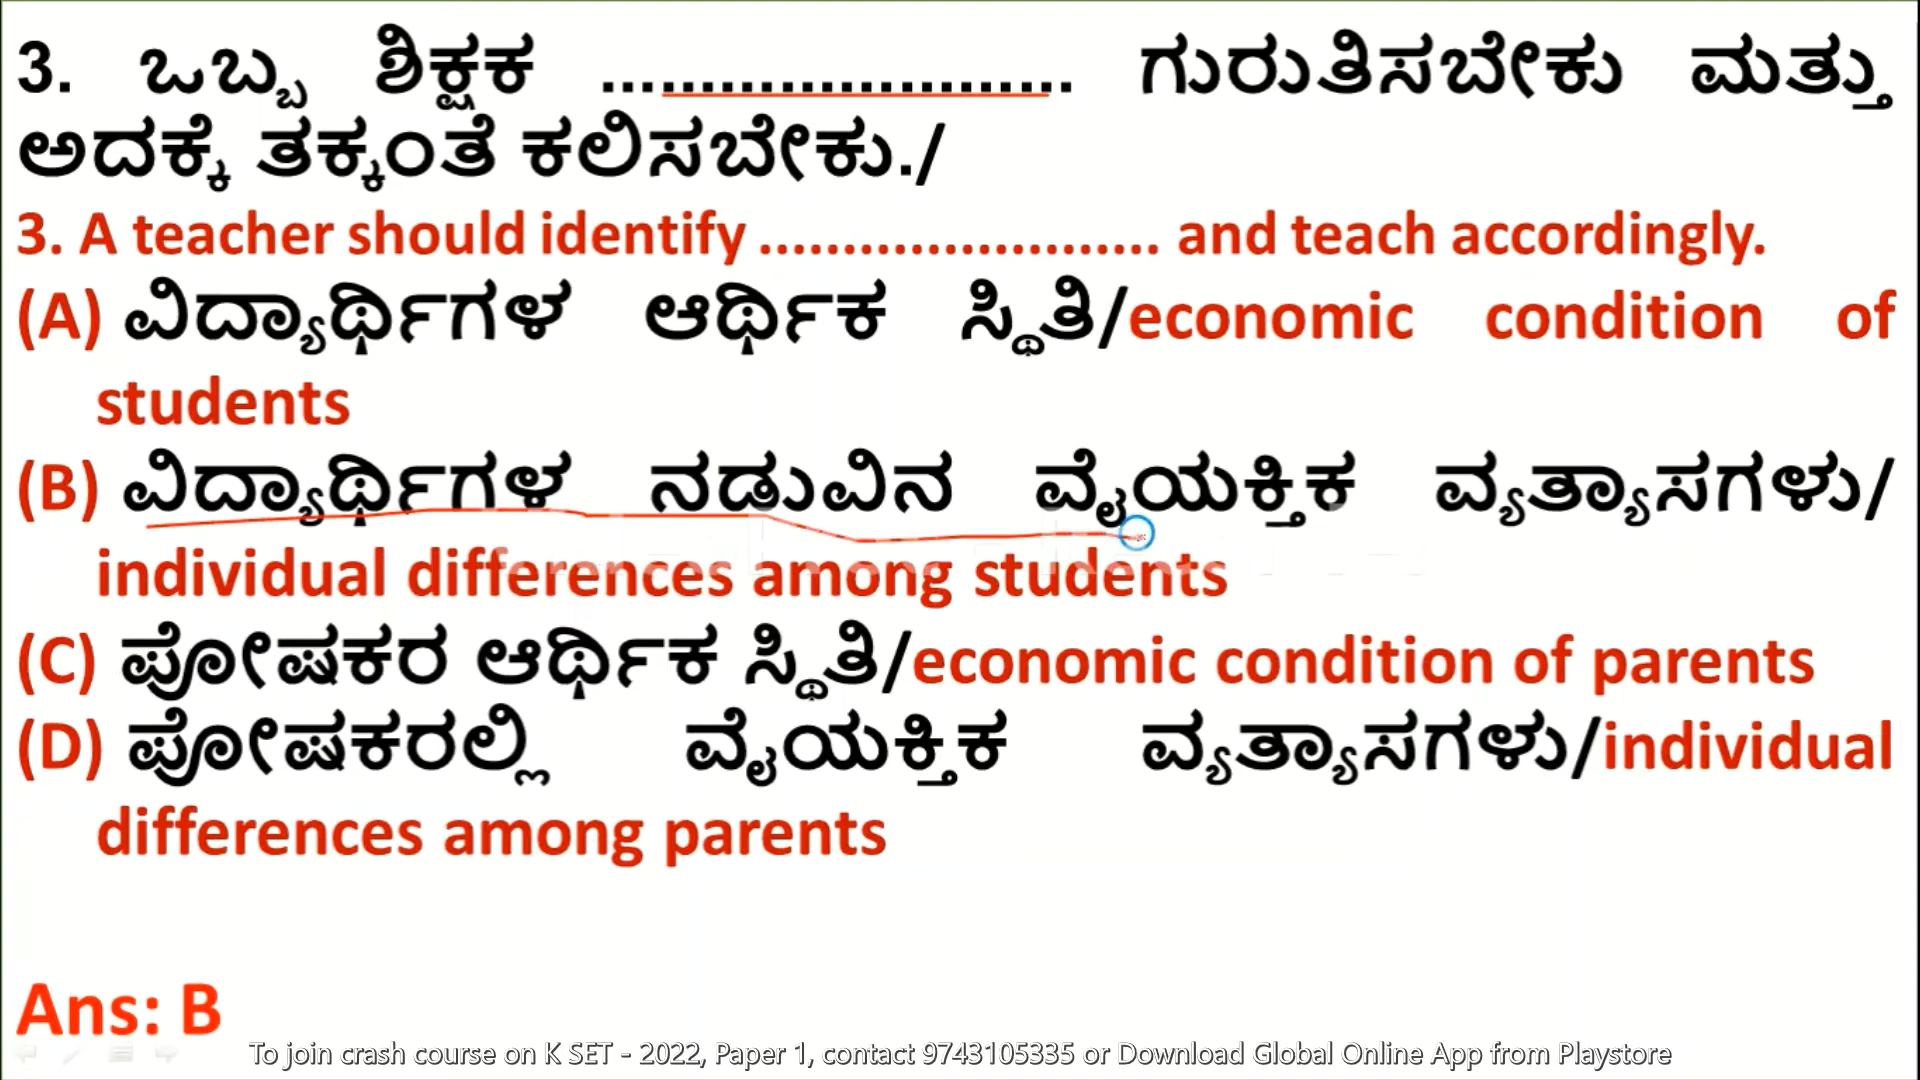 3. ಒಬ್ಬ ಶಿಕ್ಷಕ ........................ ಗುರುತಿಸಬೇಕು ಮತ್ತು
ಅದಕ್ಕೆ ತಕ್ಕಂತೆ ಕಲಿಸಬೇಕು./
3. A teacher should identify ........................ and teach accordingly.
(A) ವಿದ್ಯಾರ್ಥಿಗಳ ಆರ್ಥಿಕ ಸ್ಥಿತಿ/economic condition of
students
(B) ವಿದ್ಯಾರ್ಥಿಗಳ ನಡುವಿನ ವೈಯಕ್ತಿಕ ವ್ಯತ್ಯಾಸಗಳು/
individual differences among students
(C) ಪೋಷಕರ ಆರ್ಥಿಕ ಸ್ಥಿತಿ/economic condition of parents
(D) ಪೋಷಕರಲ್ಲಿ ವೈಯಕ್ತಿಕ ವ್ಯತ್ಯಾಸಗಳು/individual
differences among parents
Ans: B
To join crash course on K SET - 2022, Paper 1, contact 9743105335 or Download Global Online App from Playstore